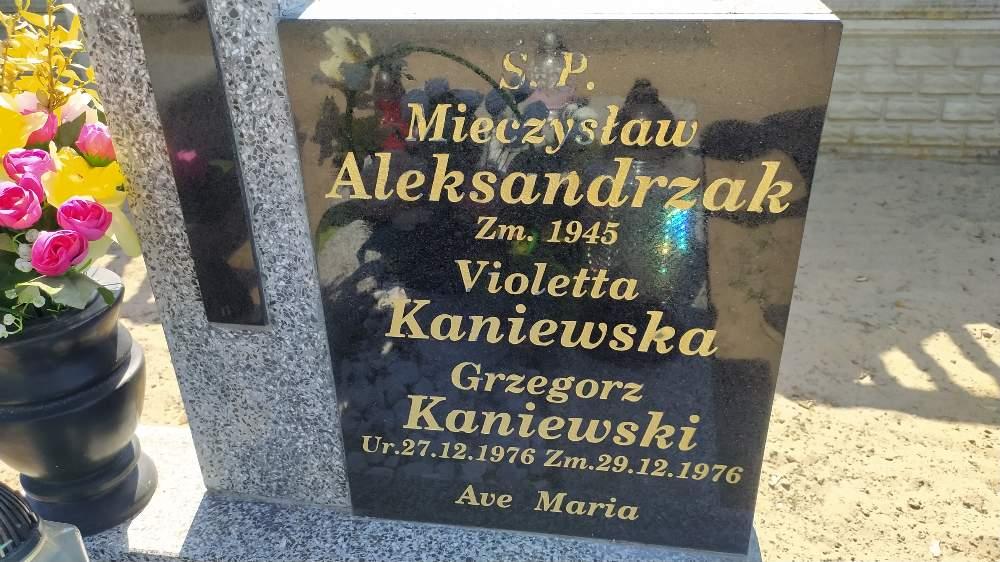 Ś. P.
Mieczysław
Aleksandrzak
Zm. 1945
Violetta
Kaniewska
Grzegorz
Kaniewski
Ur.27.12.1976 Zm.29.12.1976
Ave Maria